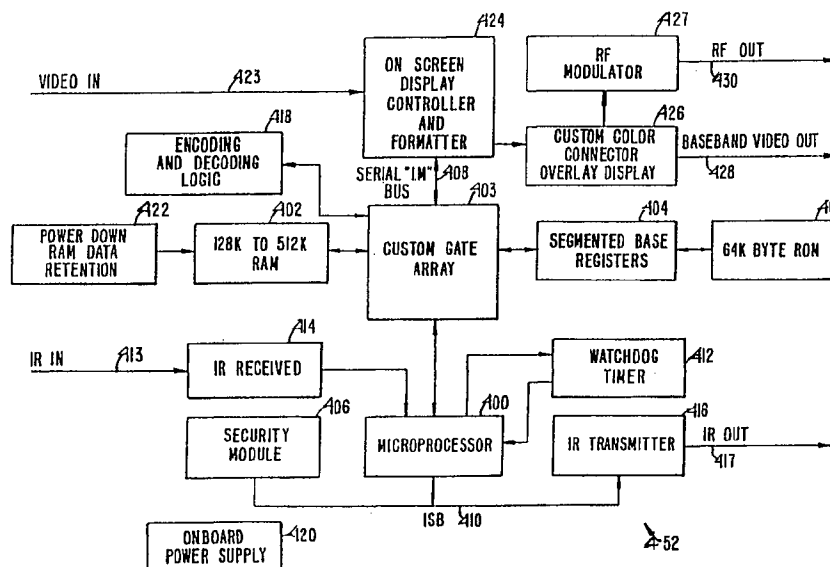 424
427
RF OUT
430
VIDEO IN
423
ON SCREEN
DISPLAY
CONTROLLER
AND
FORMATTER
RF
MODULATOR
418
426
ENCODING
AND DECODING
LOGIC
CUSTOM COLOR
CONNECTOR
OVERLAY DISPLAY
BASEBAND VIDEO OUT
428
SERIAL "IM"
BUS
408
422
402
403
404
POWER DOWN
RAM DATA
RETENTION
128K TO 512K
RAM
CUSTOM GATE
ARRAY
SEGMENTED BASE
REGISTERS
64K BYTE ROM
IR IN
413
414
IR RECEIVED
WATCHDOG
TIMER
412
406
SECURITY
MODULE
400
MICROPROCESSOR
416
IR TRANSMITTER
IR OUT
417
ISB
410
ONBOARD
POWER SUPPLY
420
52